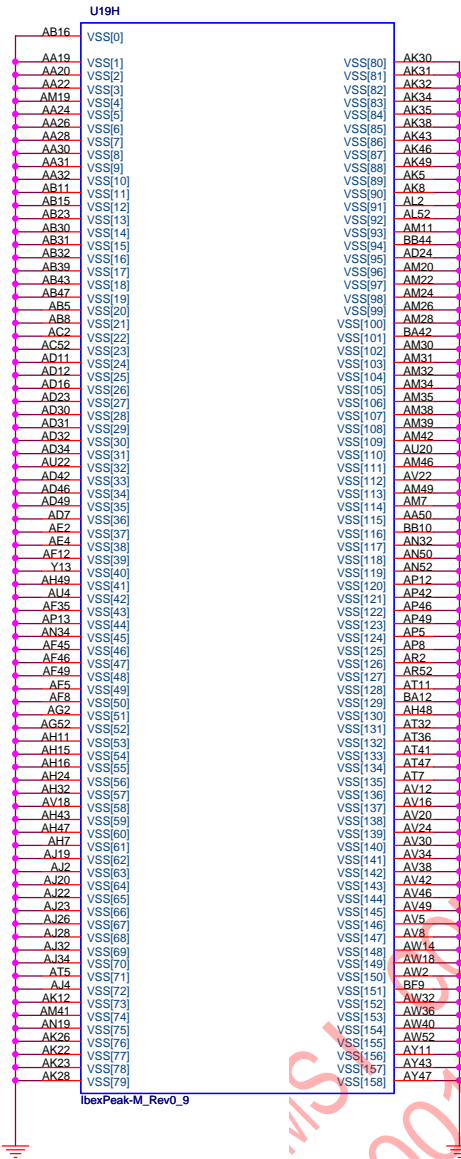 U19H
AB16 VSS[0]
AA19 VSS[1] VSS[80] AK30
AA20 VSS[2] VSS[81] AK31
AA22 VSS[3] VSS[82] AK32
AM19 VSS[4] VSS[83] AK34
AA24 VSS[5] VSS[84] AK35
AA26 VSS[6] VSS[85] AK38
AA28 VSS[7] VSS[86] AK43
AA30 VSS[8] VSS[87] AK46
AA31 VSS[9] VSS[88] AK49
AA32 VSS[10] VSS[89] AK5
AB11 VSS[11] VSS[90] AK8
AB15 VSS[12] VSS[91] AL2
AB23 VSS[13] VSS[92] AL52
AB30 VSS[14] VSS[93] AM11
AB31 VSS[15] VSS[94] BB44
AB32 VSS[16] VSS[95] AD24
AB39 VSS[17] VSS[96] AM20
AB43 VSS[18] VSS[97] AM22
AB47 VSS[19] VSS[98] AM24
AB5 VSS[20] VSS[99] AM26
AB8 VSS[21] VSS[100] AM28
AC2 VSS[22] VSS[101] BA42
AC52 VSS[23] VSS[102] AM30
AD11 VSS[24] VSS[103] AM31
AD12 VSS[25] VSS[104] AM32
AD16 VSS[26] VSS[105] AM34
AD23 VSS[27] VSS[106] AM35
AD30 VSS[28] VSS[107] AM38
AD31 VSS[29] VSS[108] AM39
AD32 VSS[30] VSS[109] AM42
AD34 VSS[31] VSS[110] AU20
AU22 VSS[32] VSS[111] AM46
AD42 VSS[33] VSS[112] AV22
AD46 VSS[34] VSS[113] AM49
AD49 VSS[35] VSS[114] AM7
AD7 VSS[36] VSS[115] AA50
AE2 VSS[37] VSS[116] BB10
AE4 VSS[38] VSS[117] AN32
AF12 VSS[39] VSS[118] AN50
Y13 VSS[40] VSS[119] AN52
AH49 VSS[41] VSS[120] AP12
AU4 VSS[42] VSS[121] AP42
AF35 VSS[43] VSS[122] AP46
AP13 VSS[44] VSS[123] AP49
AN34 VSS[45] VSS[124] AP5
AF45 VSS[46] VSS[125] AP8
AF46 VSS[47] VSS[126] AR2
AF49 VSS[48] VSS[127] AR52
AF5 VSS[49] VSS[128] AT11
AF8 VSS[50] VSS[129] BA12
AG2 VSS[51] VSS[130] AH48
AG52 VSS[52] VSS[131] AT32
AH11 VSS[53] VSS[132] AT36
AH15 VSS[54] VSS[133] AT41
AH16 VSS[55] VSS[134] AT47
AH24 VSS[56] VSS[135] AT7
AH32 VSS[57] VSS[136] AV12
AV18 VSS[58] VSS[137] AV16
AH43 VSS[59] VSS[138] AV20
AH47 VSS[60] VSS[139] AV24
AH7 VSS[61] VSS[140] AV30
AJ19 VSS[62] VSS[141] AV34
AJ2 VSS[63] VSS[142] AV38
AJ20 VSS[64] VSS[143] AV42
AJ22 VSS[65] VSS[144] AV46
AJ23 VSS[66] VSS[145] AV49
AJ26 VSS[67] VSS[146] AV5
AJ28 VSS[68] VSS[147] AV8
AJ32 VSS[69] VSS[148] AW14
AJ34 VSS[70] VSS[149] AW18
AT5 VSS[71] VSS[150] AW2
AJ4 VSS[72] VSS[151] BF9
AK12 VSS[73] VSS[152] AW32
AM41 VSS[74] VSS[153] AW36
AN19 VSS[75] VSS[154] AW40
AK26 VSS[76] VSS[155] AW52
AK22 VSS[77] VSS[156] AY11
AK23 VSS[78] VSS[157] AY43
AK28 VSS[79] VSS[158] AY47
IbexPeak-M_Rev0_9